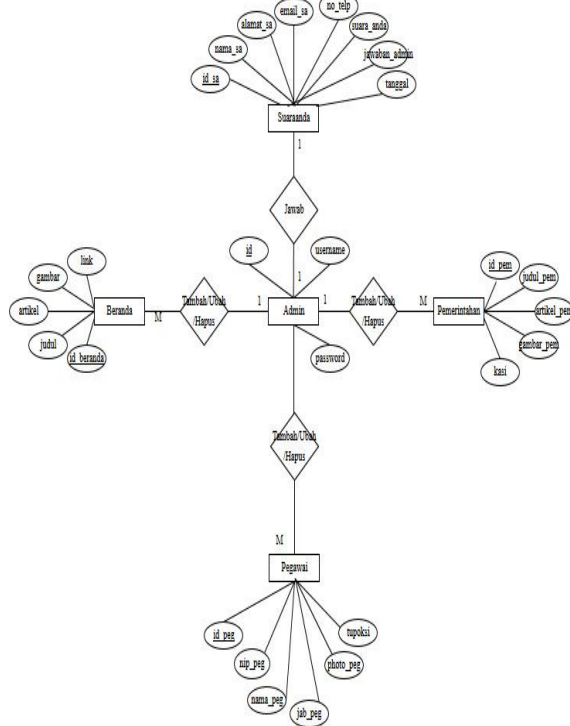 no_telp
email_sa
alamat_sa
suara_anda
nama_sa
jawaban_admin
id_sa
tanggal
Suaraanda
1
Jawab
id
username
link
id_pem
gambar
judul_pem
Tambah/Ubah
/Hapus
1
Tambah/Ubah
/Hapus
artikel
Beranda
M
1
Admin
1
M
Pemerintahan
artikel_pem
judul
id_beranda
password
gambar_pem
kasi
Tambah/Ubah
/Hapus
M
Pegawai
id_peg
tupoksi
nip_peg
photo_peg
nama_peg
jab_peg